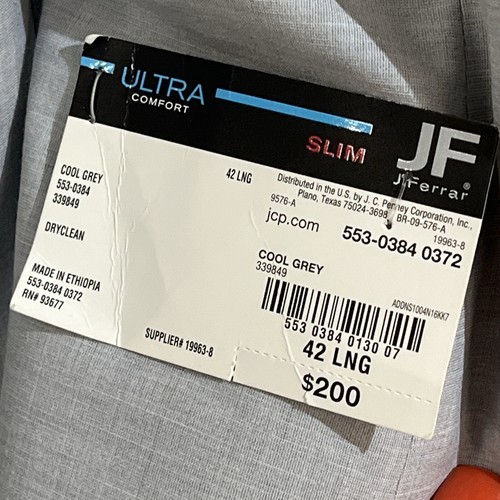 ULTRA
COMFORT
SLIM
JF
J.Ferrar®
COOL GREY
553-0384
339849
DRYCLEAN
MADE IN ETHIOPIA
553-0384 0372
RN# 93677
SUPPLIER# 19963-8
42 LNG
Distributed in the U.S. by J. C. Penney Corporation, Inc.,
Plano, Texas 75024-3698 BR-09-576-A
9576-A
19963-8
jcp.com
553-0384 0372
COOL GREY
339849
ADDNS1004N16KK7
553 0384 0130 07
42 LNG
$200